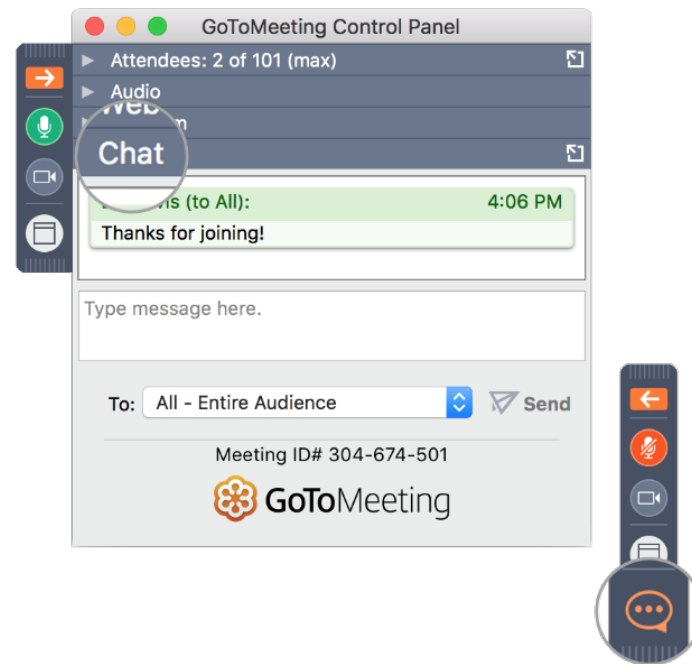 GoToMeeting Control Panel
Attendees: 2 of 101 (max)
Audio
Chat
(to All): 4:06 PM
Thanks for joining!
Type message here.
To: All - Entire Audience Send
Meeting ID# 304-674-501
GoToMeeting